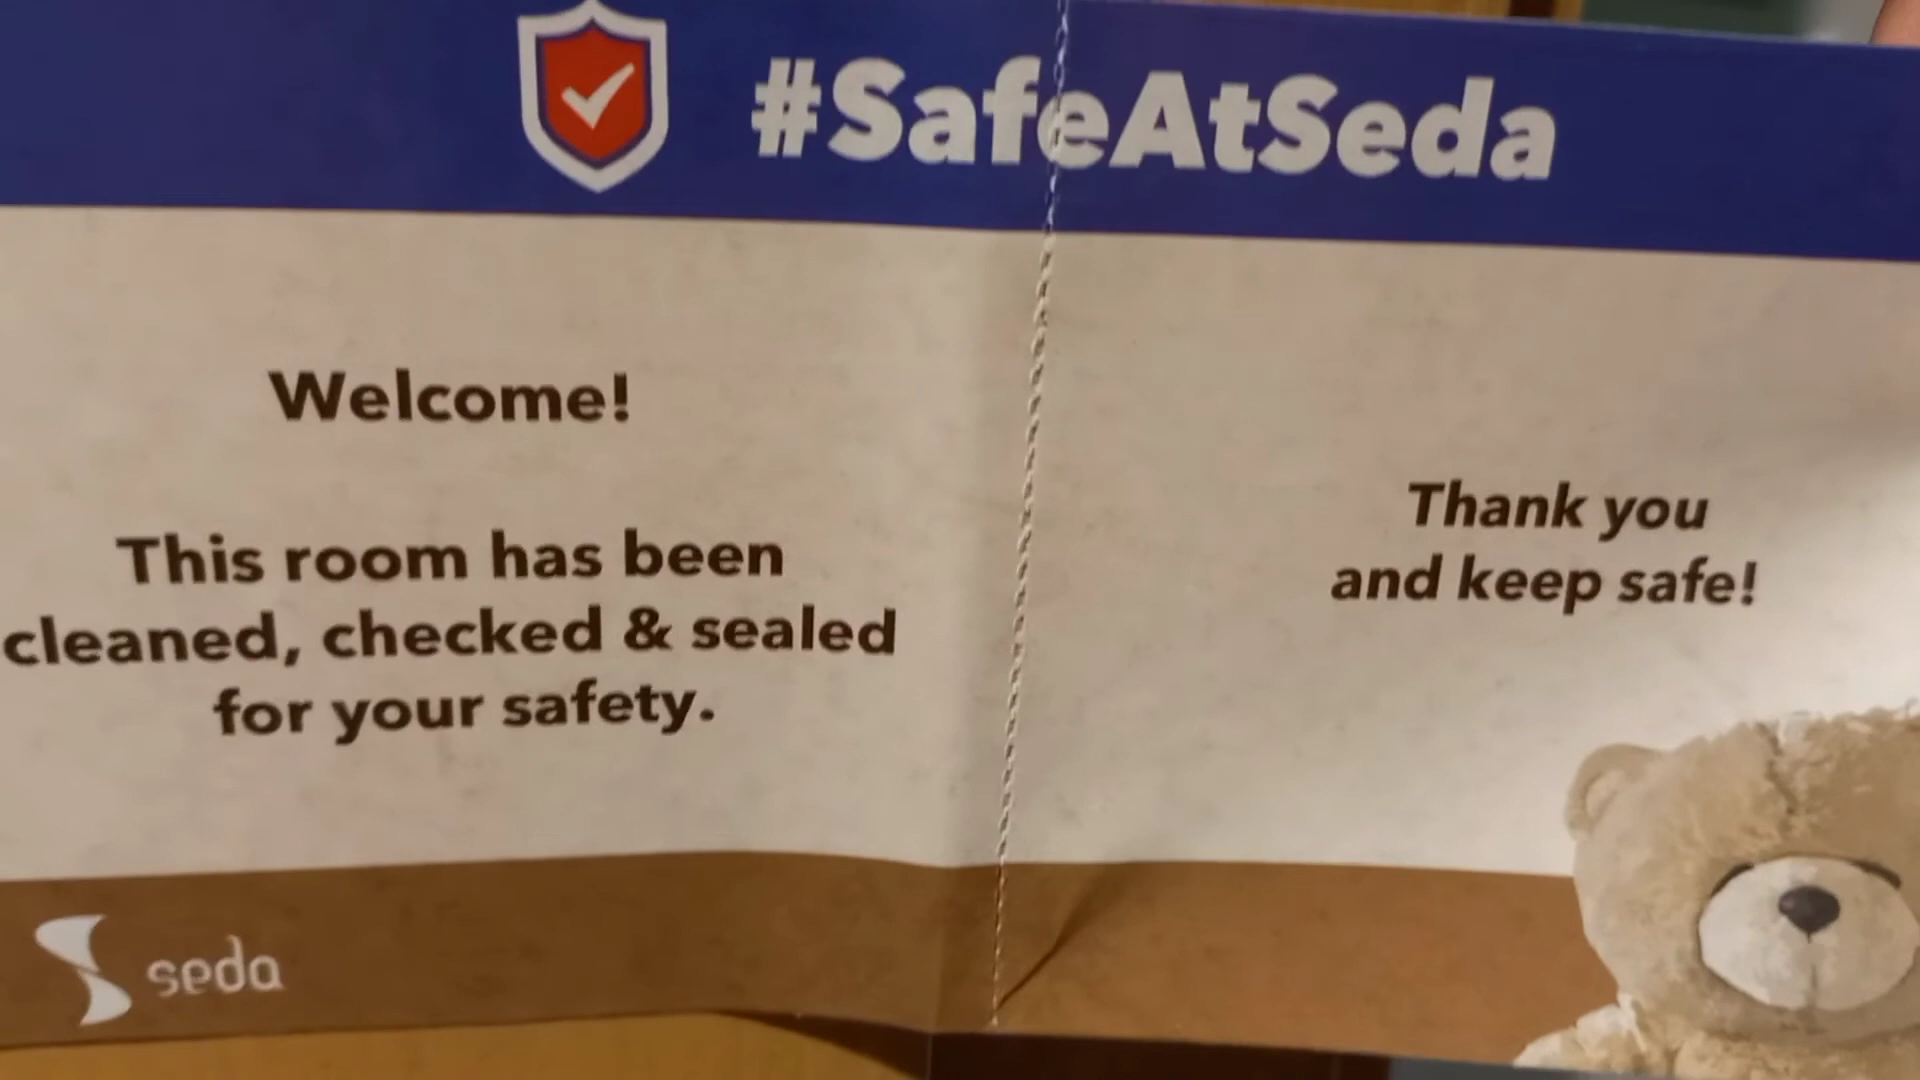 #SafeAtSeda
Welcome!
This room has been
cleaned, checked & sealed
for your safety.
Thank you
and keep safe!
seda